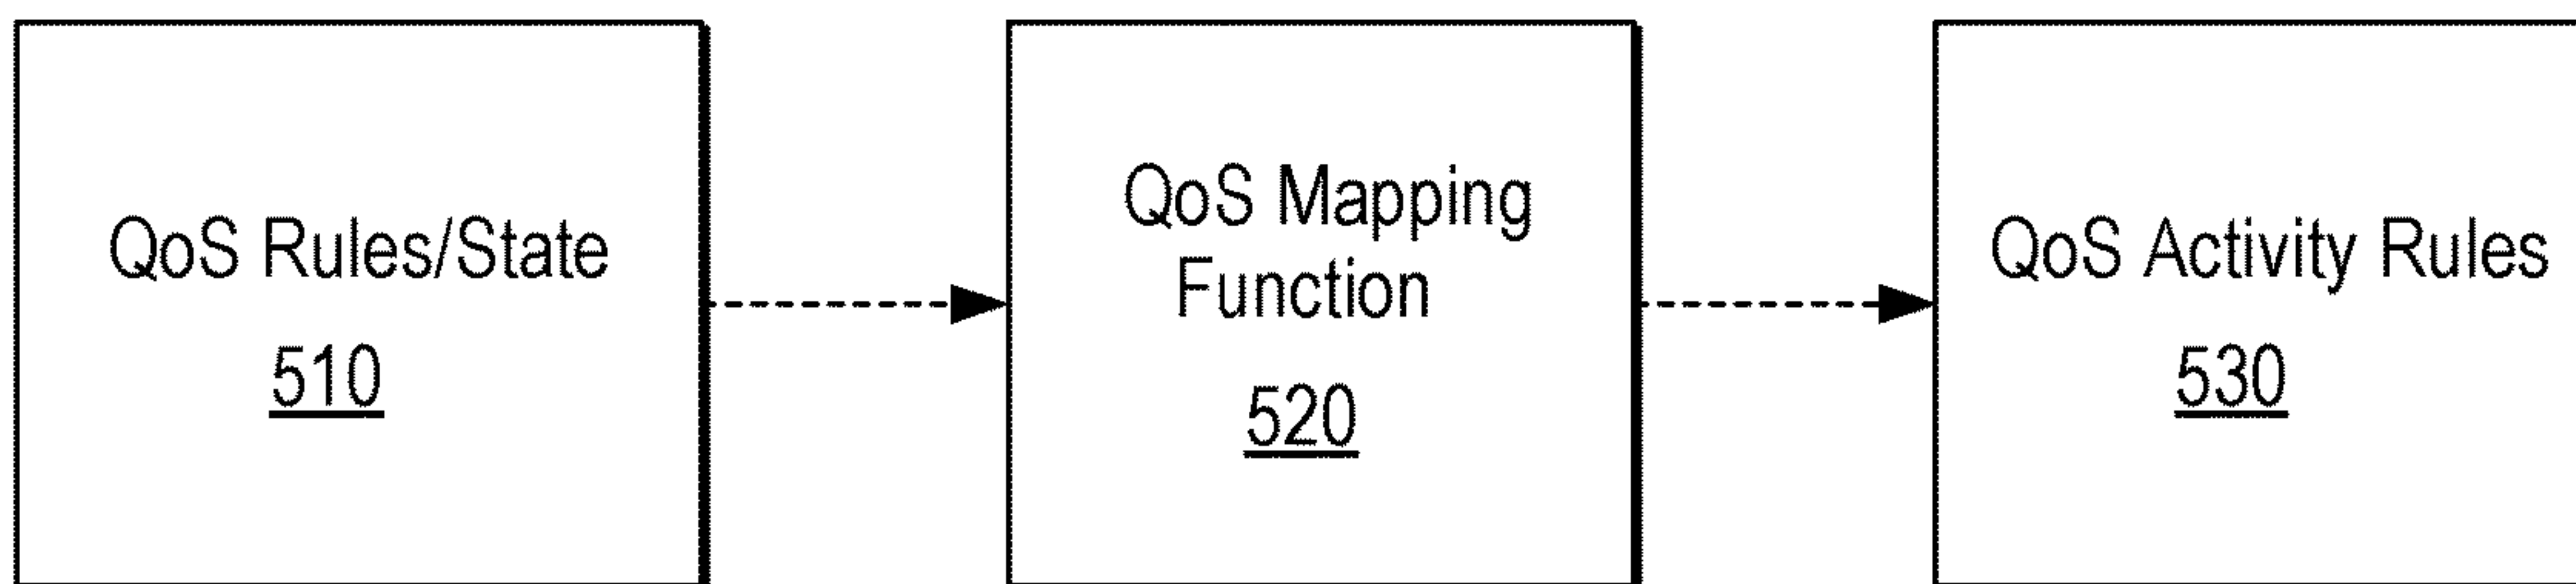 QoS Rules/State
510
QoS Mapping
Function
520
QoS Activity Rules
530